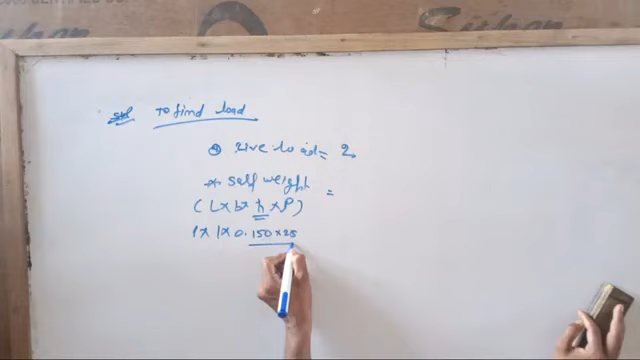 To find load
Live load = 2.
* self weight =
(L × b × h × P)
1 × 1 × 0.150 × 25